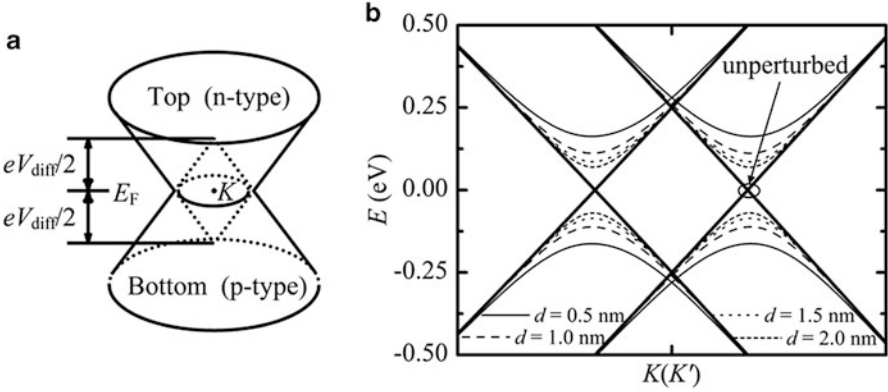 a
Top (n-type)
eV_diff/2
E_F
K
eV_diff/2
Bottom (p-type)
b
0.50
0.25
0.00
-0.25
-0.50
E (eV)
unperturbed
d = 0.5 nm
d = 1.0 nm
d = 1.5 nm
d = 2.0 nm
K(K′)